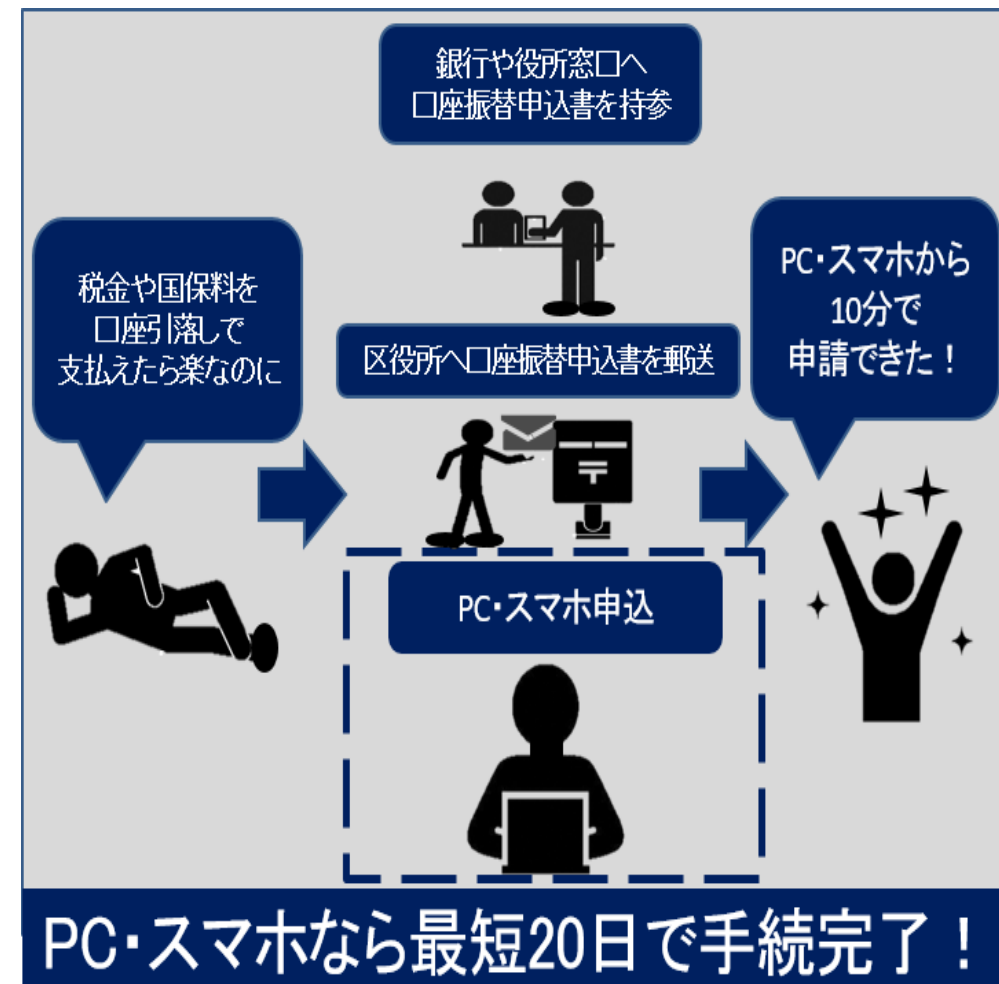 銀行や役所窓口へ
口座振替申込書を持参
税金や国保料を
口座引落しで
支払えたら楽なのに
区役所へ口座振替申込書を郵送
〒
PC・スマホ申込
PC・スマホから
10分で
申請できた！
PC・スマホなら最短20日で手続完了！